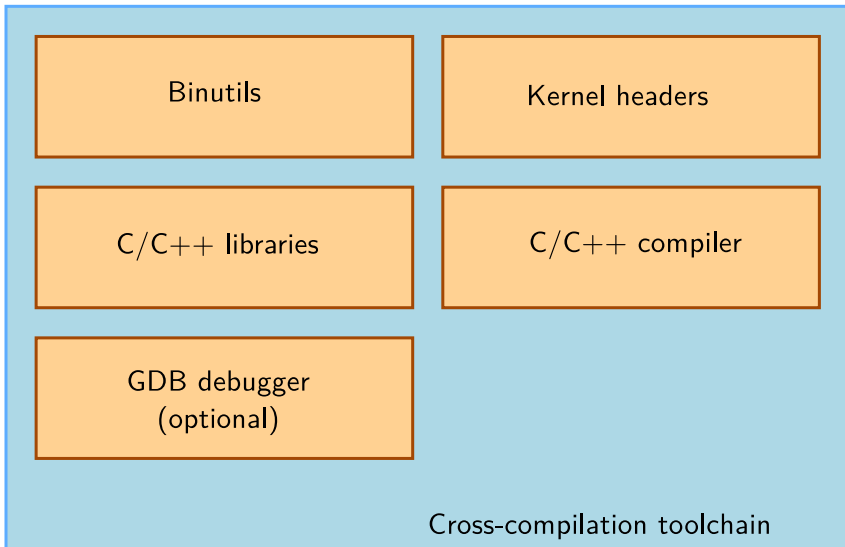 Binutils
Kernel headers
C/C++ libraries
C/C++ compiler
GDB debugger
(optional)
Cross-compilation toolchain